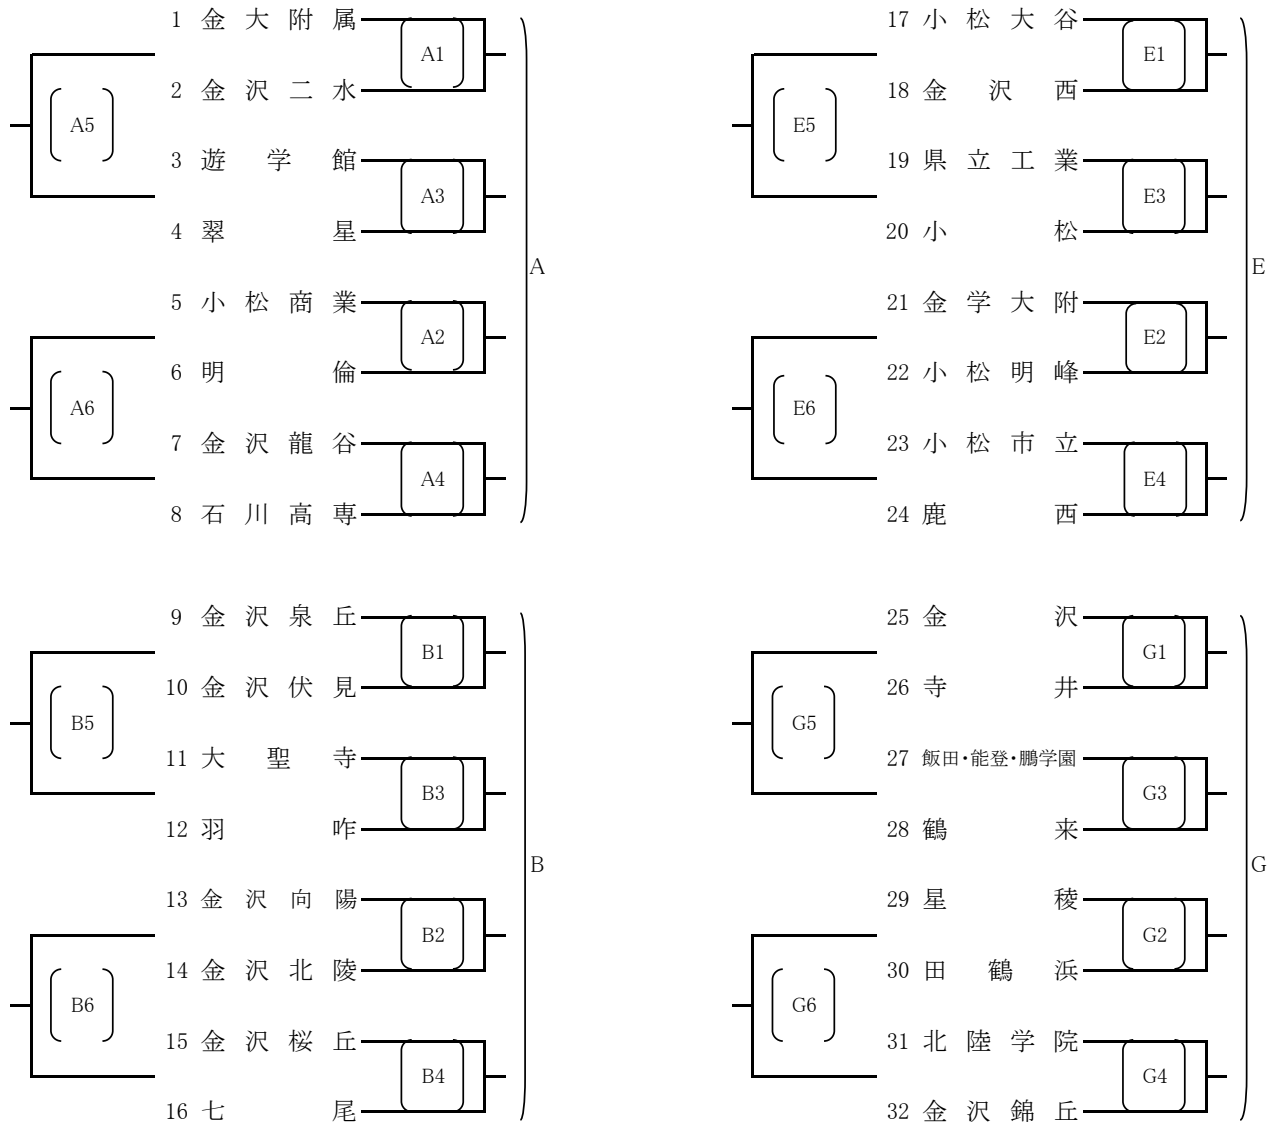 1 金大附属
A1
2 金沢二水
A5
3 遊学館
A3
4 翠星
A
5 小松商業
A2
6 明倫
A6
7 金沢龍谷
A4
8 石川高専
9 金沢泉丘
B1
10 金沢伏見
B5
11 大聖寺
B3
12 羽咋
B
13 金沢向陽
B2
14 金沢北陵
B6
15 金沢桜丘
B4
16 七尾
17 小松大谷
E1
18 金沢西
E5
19 県立工業
E3
20 小松
E
21 金学大附
E2
22 小松明峰
E6
23 小松市立
E4
24 鹿西
25 金沢
G1
26 寺井
G5
27 飯田・能登・鵬学園
G3
28 鶴来
G
29 星稜
G2
30 田鶴浜
G6
31 北陸学院
G4
32 金沢錦丘